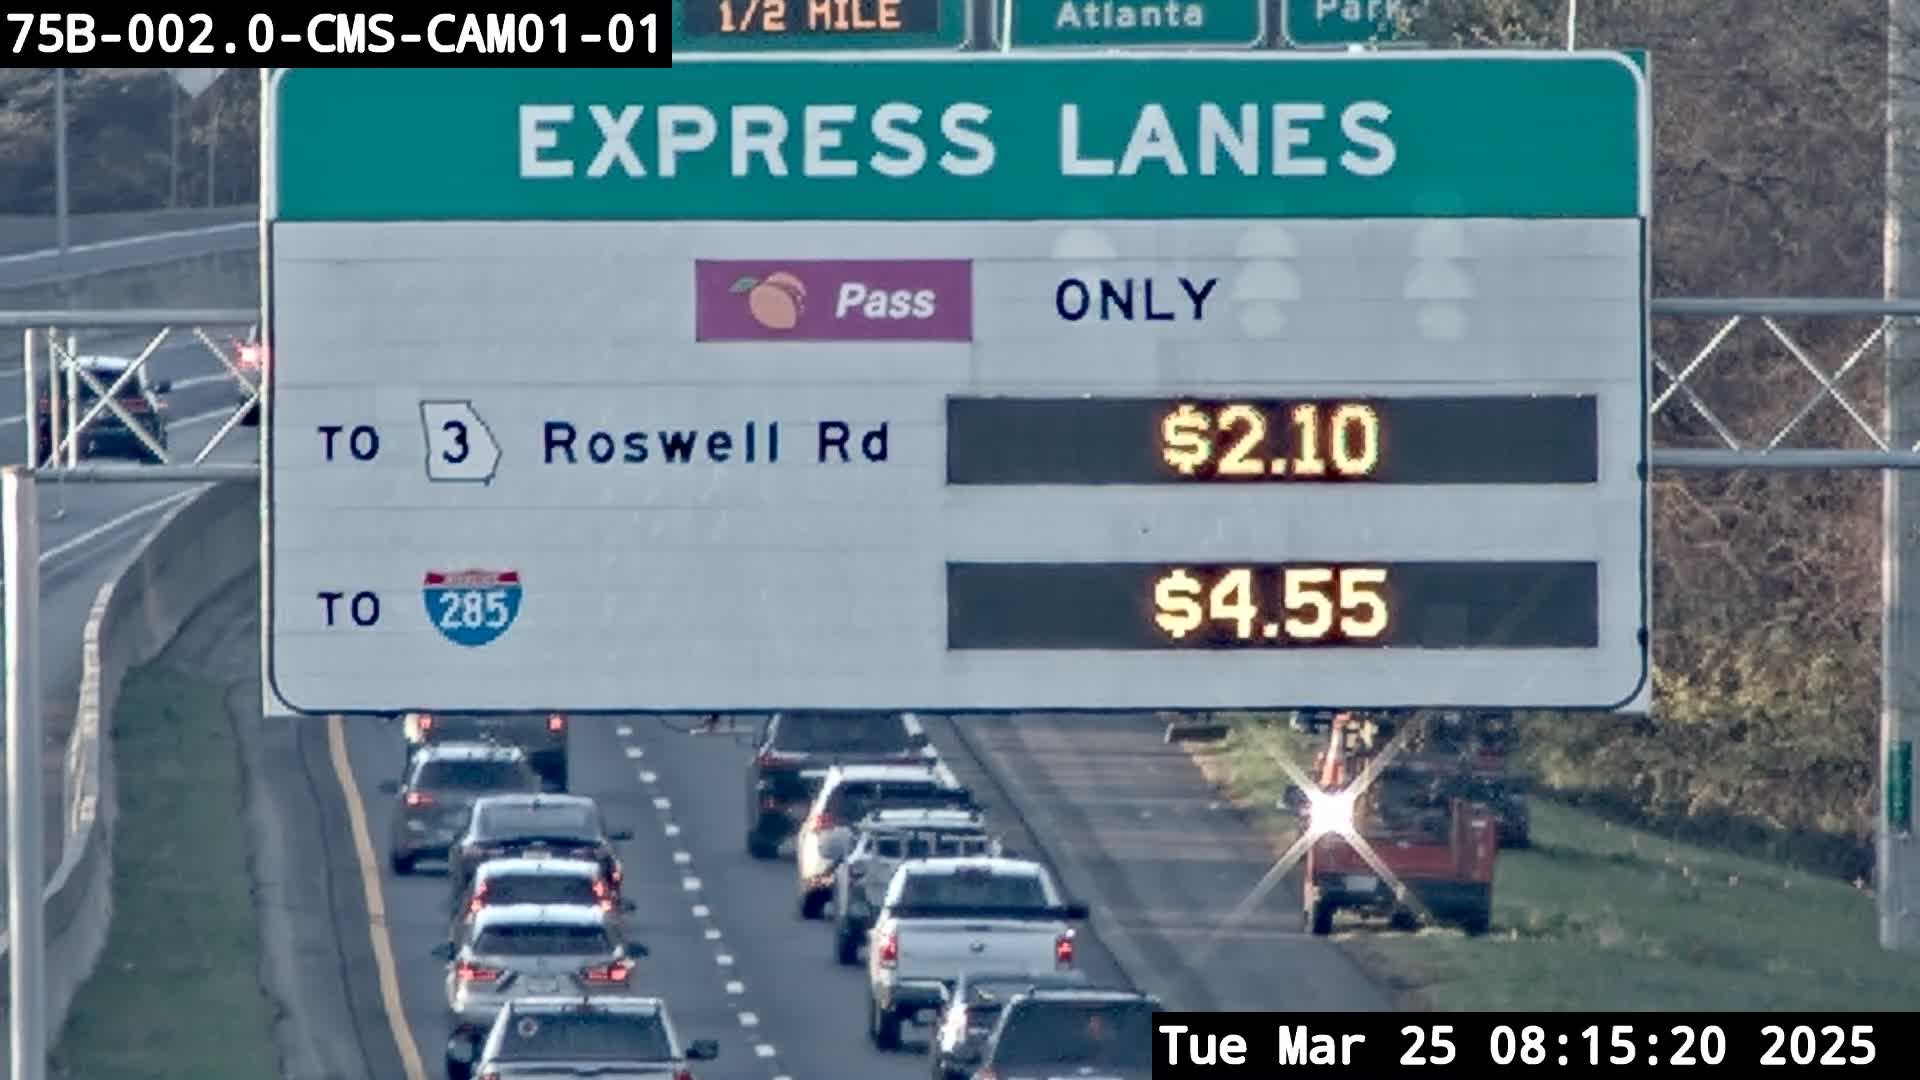 75B-002.0-CMS-CAM01-01
1/2 MILE
Atlanta
Park
EXPRESS LANES
Pass ONLY
TO 3 Roswell Rd $2.10
TO 285 $4.55
Tue Mar 25 08:15:20 2025